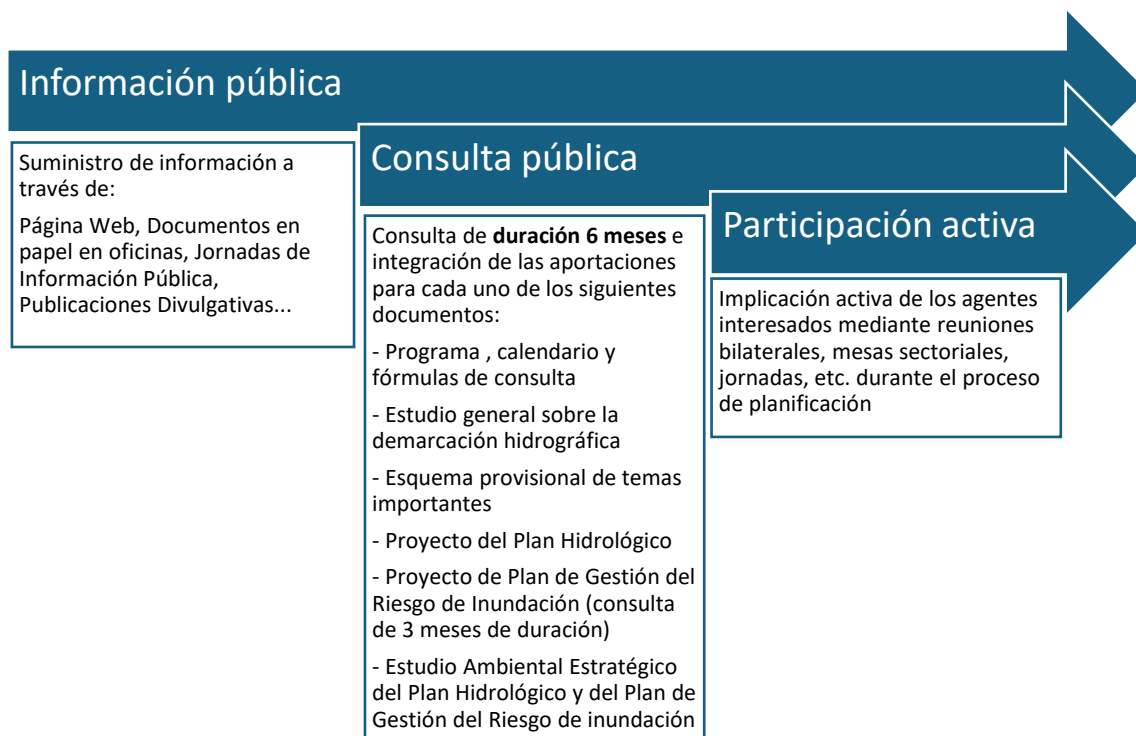 Información pública
Suministro de información a
través de:
Página Web, Documentos en
papel en oficinas, Jornadas de
Información Pública,
Publicaciones Divulgativas...
Consulta pública
Consulta de duración 6 meses e
integración de las aportaciones
para cada uno de los siguientes
documentos:
- Programa , calendario y
fórmulas de consulta
- Estudio general sobre la
demarcación hidrográfica
- Esquema provisional de temas
importantes
- Proyecto del Plan Hidrológico
- Proyecto de Plan de Gestión del
Riesgo de Inundación (consulta
de 3 meses de duración)
- Estudio Ambiental Estratégico
del Plan Hidrológico y del Plan de
Gestión del Riesgo de inundación
Participación activa
Implicación activa de los agentes
interesados mediante reuniones
bilaterales, mesas sectoriales,
jornadas, etc. durante el proceso
de planificación